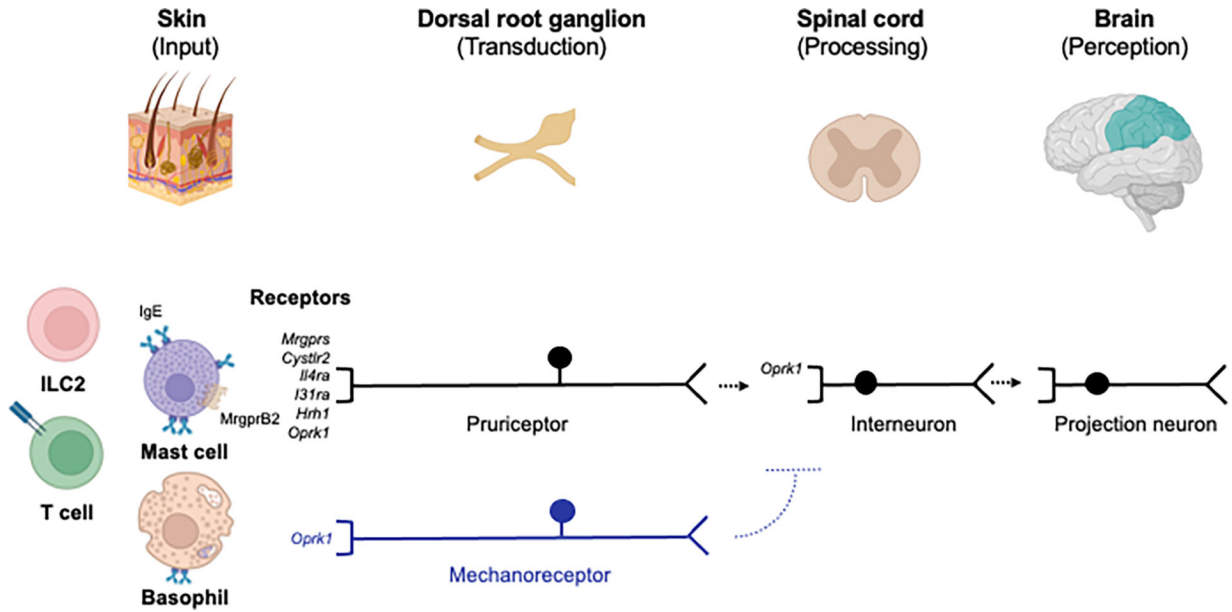 Skin
(Input)
Dorsal root ganglion
(Transduction)
Spinal cord
(Processing)
Brain
(Perception)
Receptors
IgE
ILC2
MrgprB2
Mast cell
T cell
Basophil
Mrgprs
Cystlr2
Il4ra
I31ra
Hrh1
Oprk1
Pruriceptor
Oprk1
Interneuron
Projection neuron
Oprk1
Mechanoreceptor